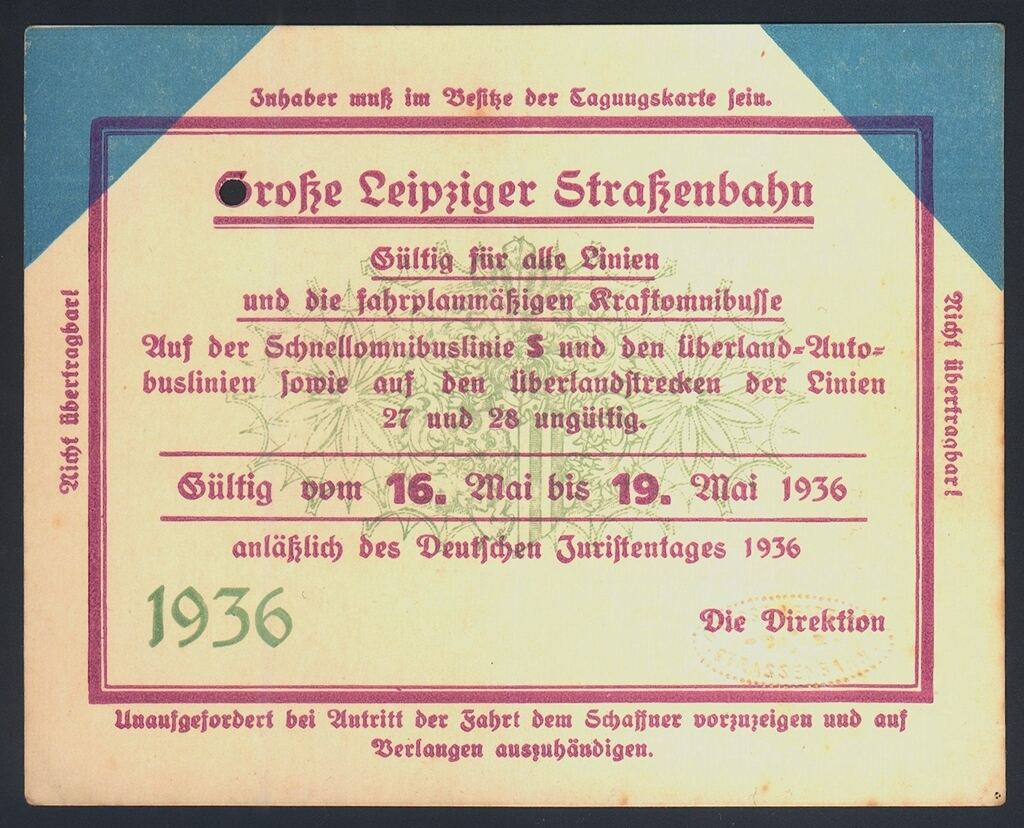 Inhaber muß im Besitze der Tagungskarte sein.
Große Leipziger Straßenbahn
Gültig für alle Linien
und die fahrplanmäßigen Kraftomnibusse
Auf der Schnellomnibuslinie S und den Überland-Auto-
buslinien sowie auf den Überlandstrecken der Linien
27 und 28 ungültig.
Gültig vom 16. Mai bis 19. Mai 1936
anläßlich des Deutschen Juristentages 1936
1936
Die Direktion
Unaufgefordert bei Antritt der Fahrt dem Schaffner vorzuzeigen und auf
Verlangen auszuhändigen.
Nicht übertragbar!
Nicht übertragbar!